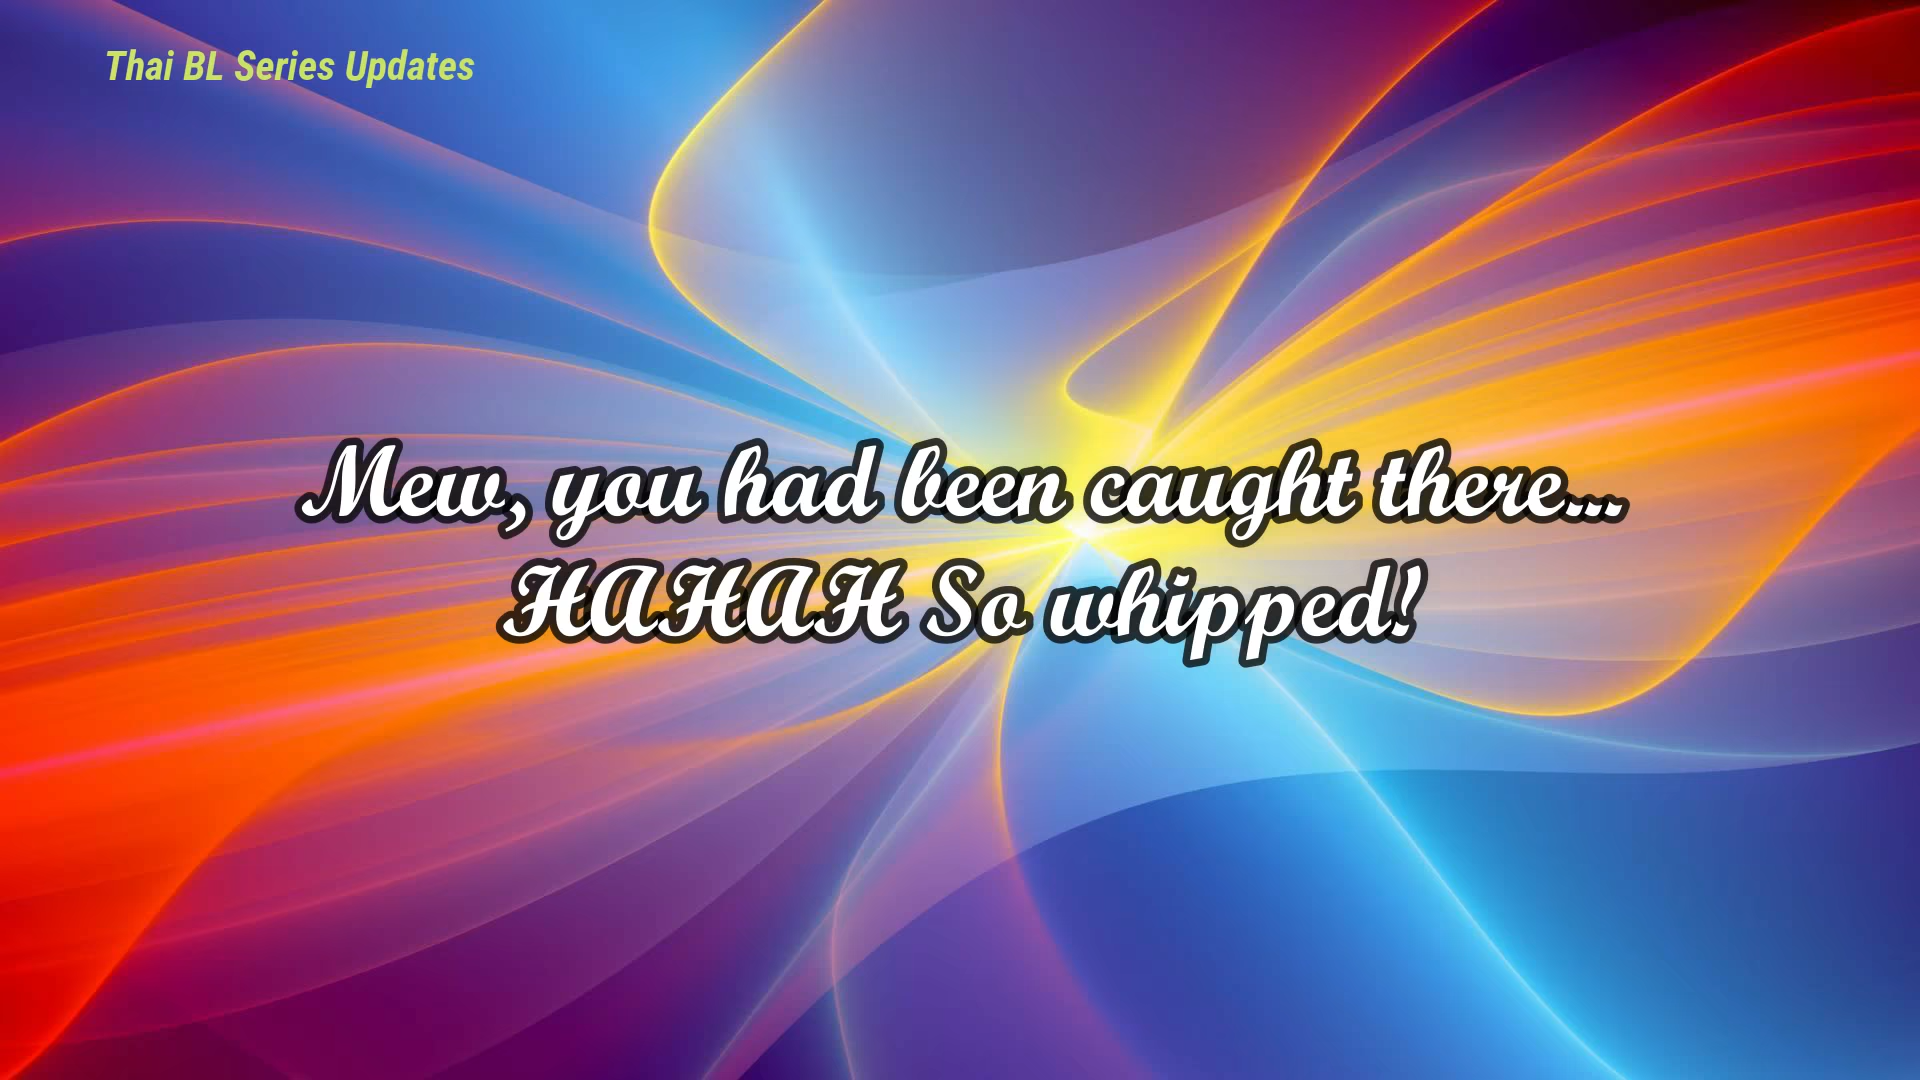 Thai BL Series Updates
Mew, you had been caught there...
HAHAH So whipped!